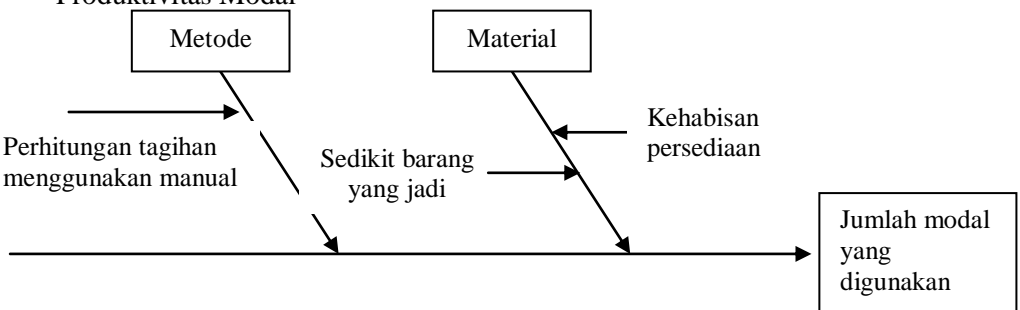 Produktivitas Modal
Metode
Material
Kehabisan
persediaan
Perhitungan tagihan
menggunakan manual
Sedikit barang
yang jadi
Jumlah modal
yang
digunakan